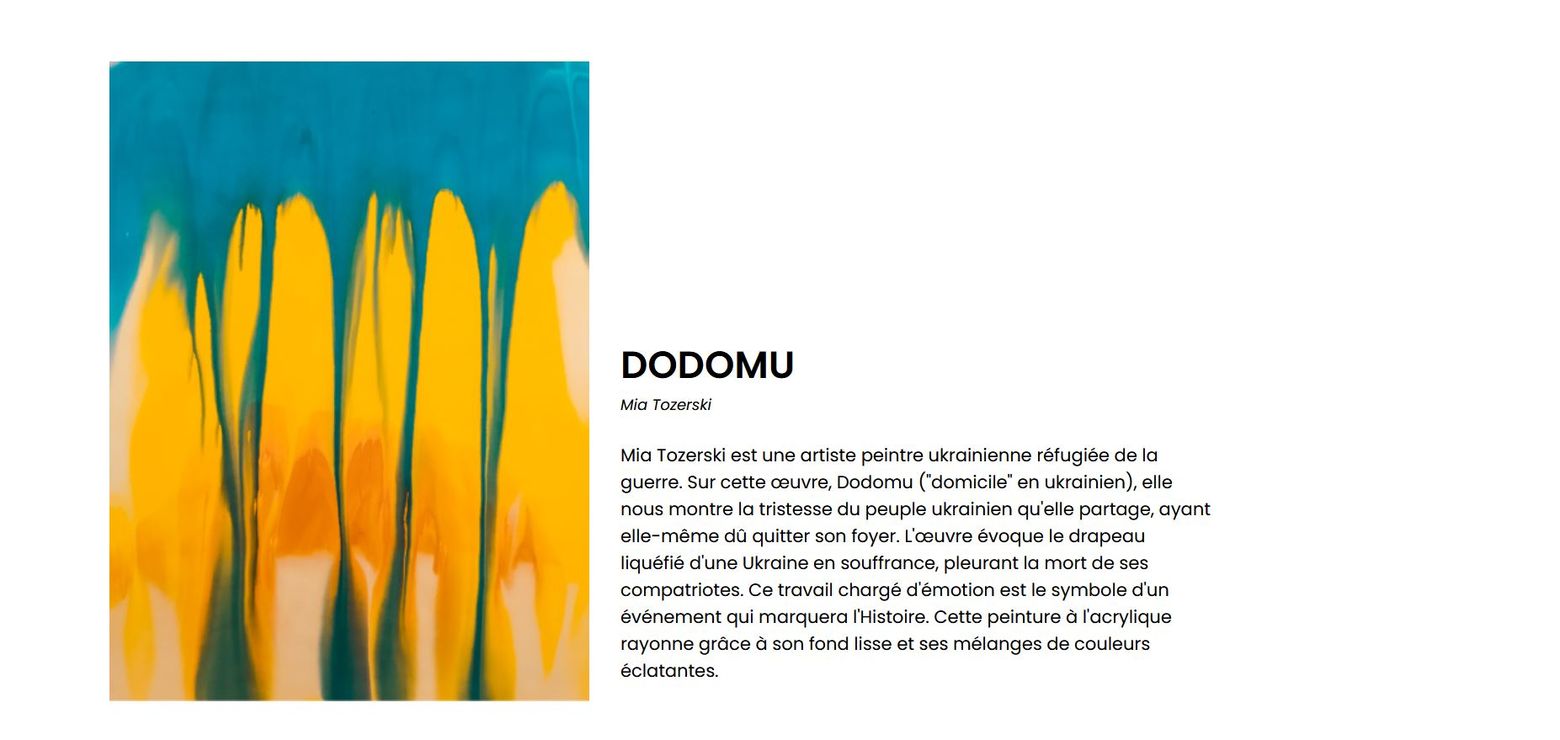 DODOMU
Mia Tozerski
Mia Tozerski est une artiste peintre ukrainienne réfugiée de la
guerre. Sur cette œuvre, Dodomu ("domicile" en ukrainien), elle
nous montre la tristesse du peuple ukrainien qu'elle partage, ayant
elle-même dû quitter son foyer. L'œuvre évoque le drapeau
liquéfié d'une Ukraine en souffrance, pleurant la mort de ses
compatriotes. Ce travail chargé d'émotion est le symbole d'un
événement qui marquera l'Histoire. Cette peinture à l'acrylique
rayonne grâce à son fond lisse et ses mélanges de couleurs
éclatantes.